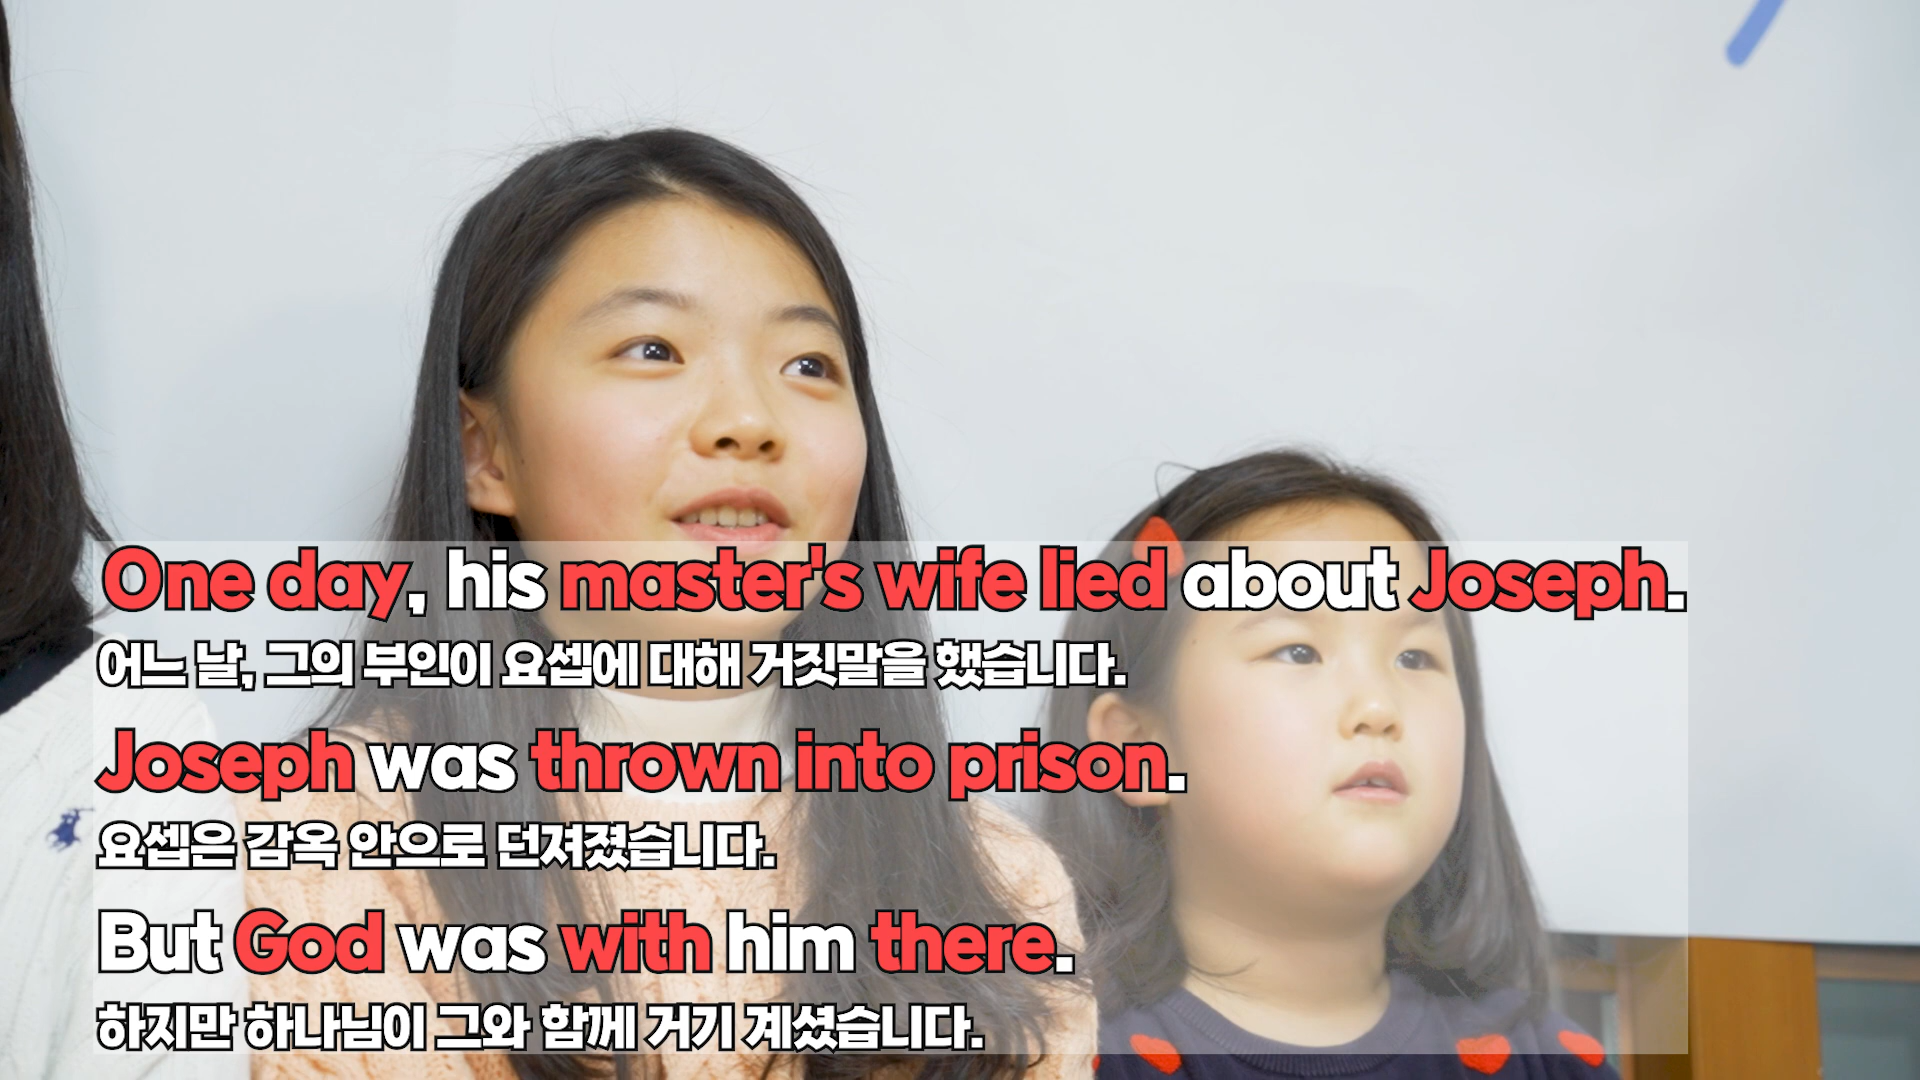 One day, his master's wife lied about Joseph.
어느 날, 그의 부인이 요셉에 대해 거짓말을 했습니다.
Joseph was thrown into prison.
요셉은 감옥 안으로 던져졌습니다.
But God was with him there.
하지만 하나님이 그와 함께 거기 계셨습니다.